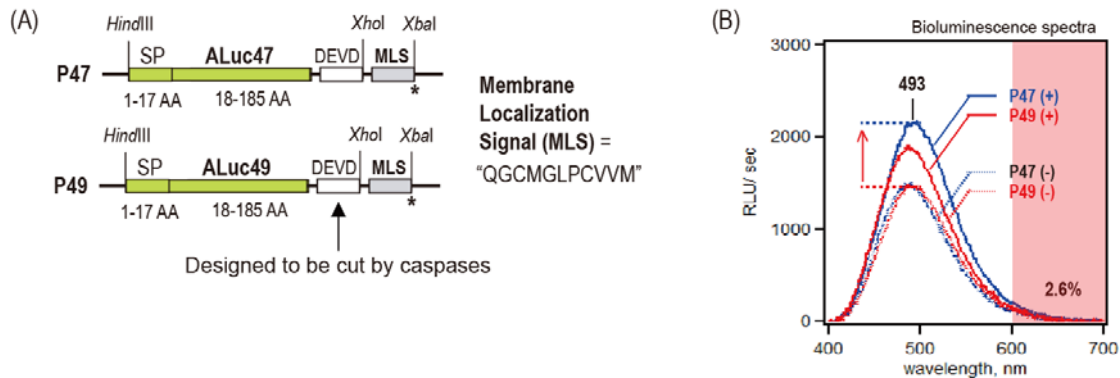 (A)
HindIII
XhoI
XbaI
SP
ALuc47
DEVD
MLS
P47
*
1-17 AA
18-185 AA
HindIII
XhoI
XbaI
SP
ALuc49
DEVD
MLS
P49
*
1-17 AA
18-185 AA
Designed to be cut by caspases
Membrane
Localization
Signal (MLS) =
“QGCMGLPCVVM”
(B)
Bioluminescence spectra
3000
2000
1000
0
RLU/ sec
493
P47 (+)
P49 (+)
P47 (-)
P49 (-)
2.6%
400
500
600
700
wavelength, nm